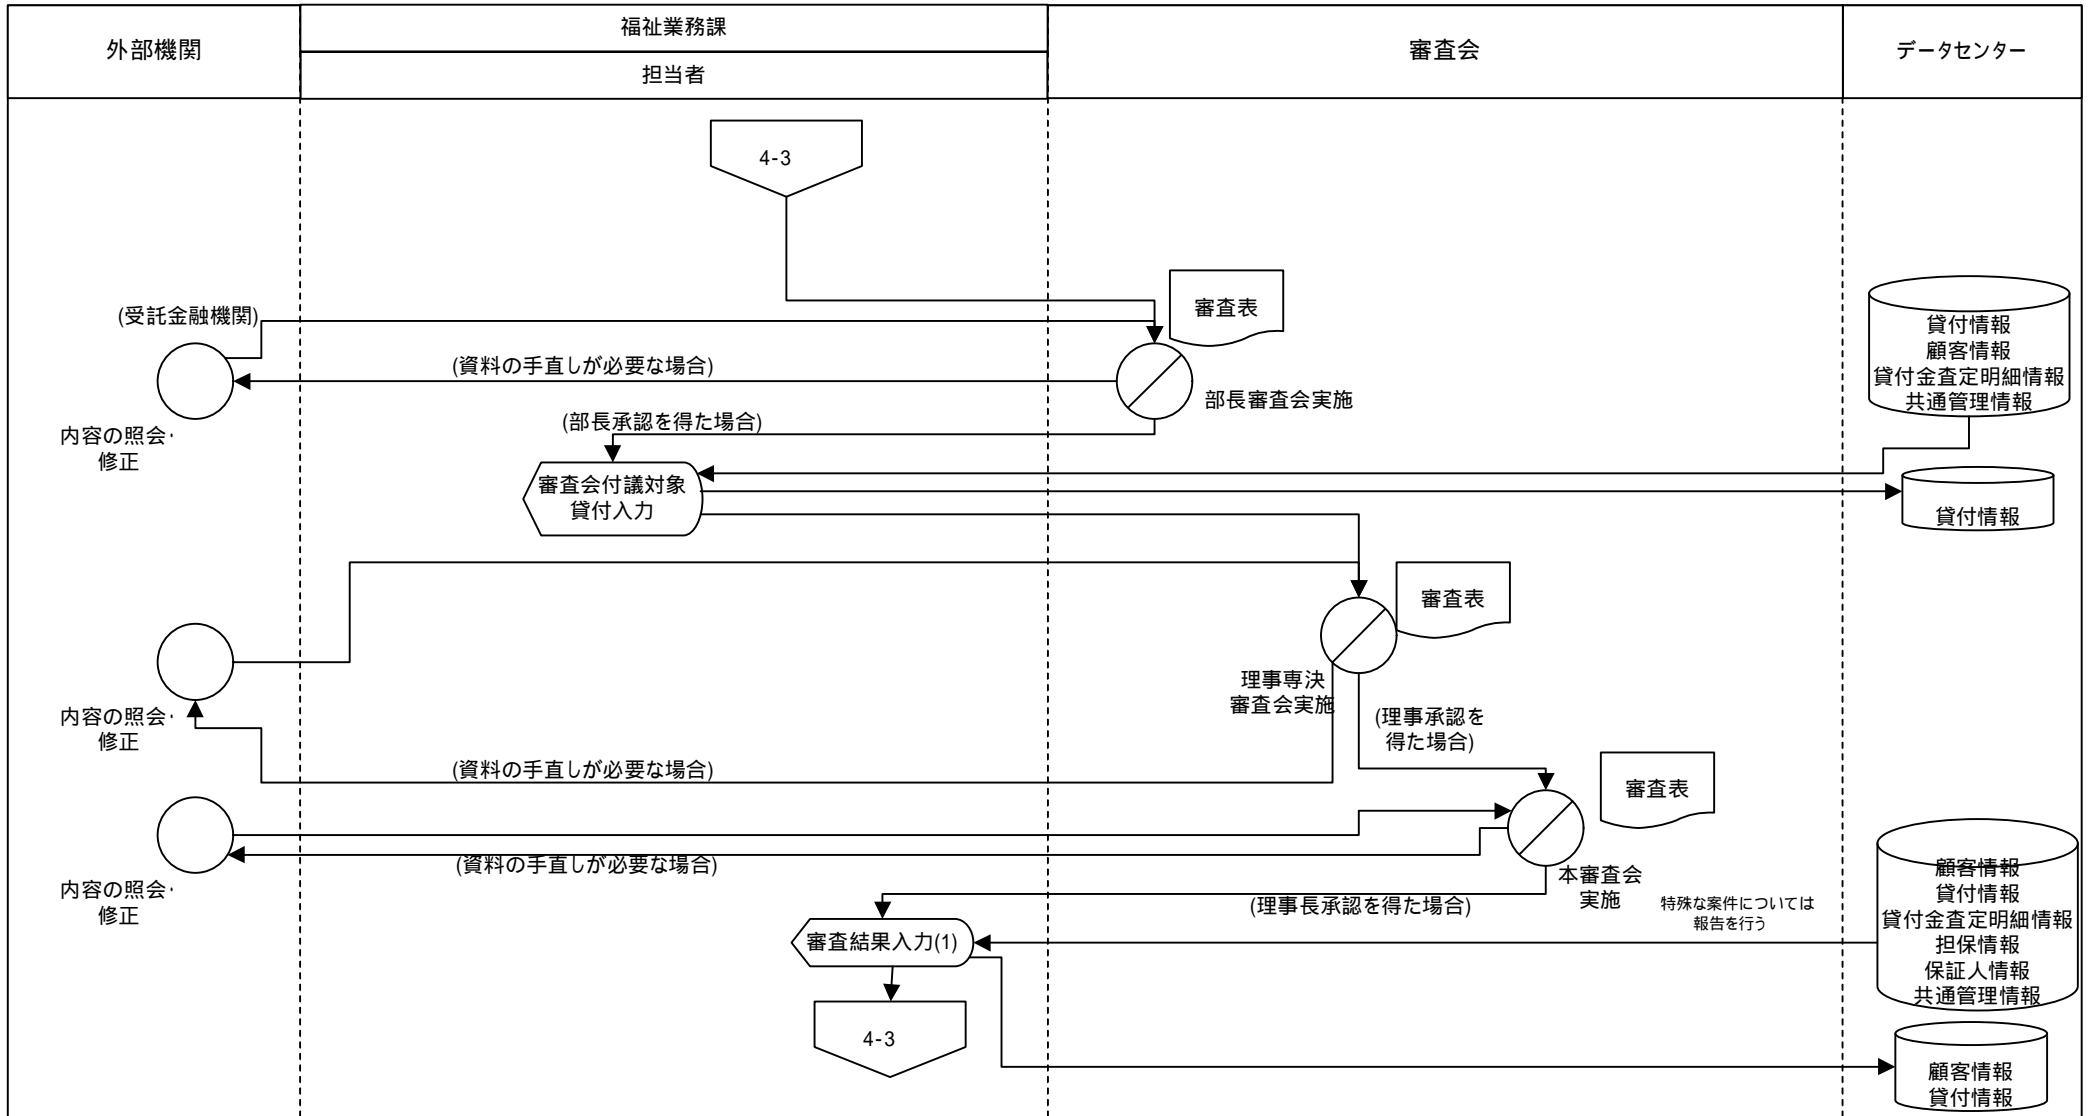 外部機関
福祉業務課
担当者
審査会
データセンター
4-3
(受託金融機関)
審査表
貸付情報
顧客情報
貸付金査定明細情報
共通管理情報
(資料の手直しが必要な場合)
部長審査会実施
内容の照会・
修正
(部長承認を得た場合)
審査会付議対象
貸付入力
貸付情報
審査表
理事専決
審査会実施
内容の照会・
修正
(理事承認を
得た場合)
(資料の手直しが必要な場合)
審査表
(資料の手直しが必要な場合)
内容の照会・
修正
本審査会
実施
(理事長承認を得た場合)
特殊な案件については
報告を行う
顧客情報
貸付情報
貸付金査定明細情報
担保情報
保証人情報
共通管理情報
審査結果入力(1)
4-3
顧客情報
貸付情報